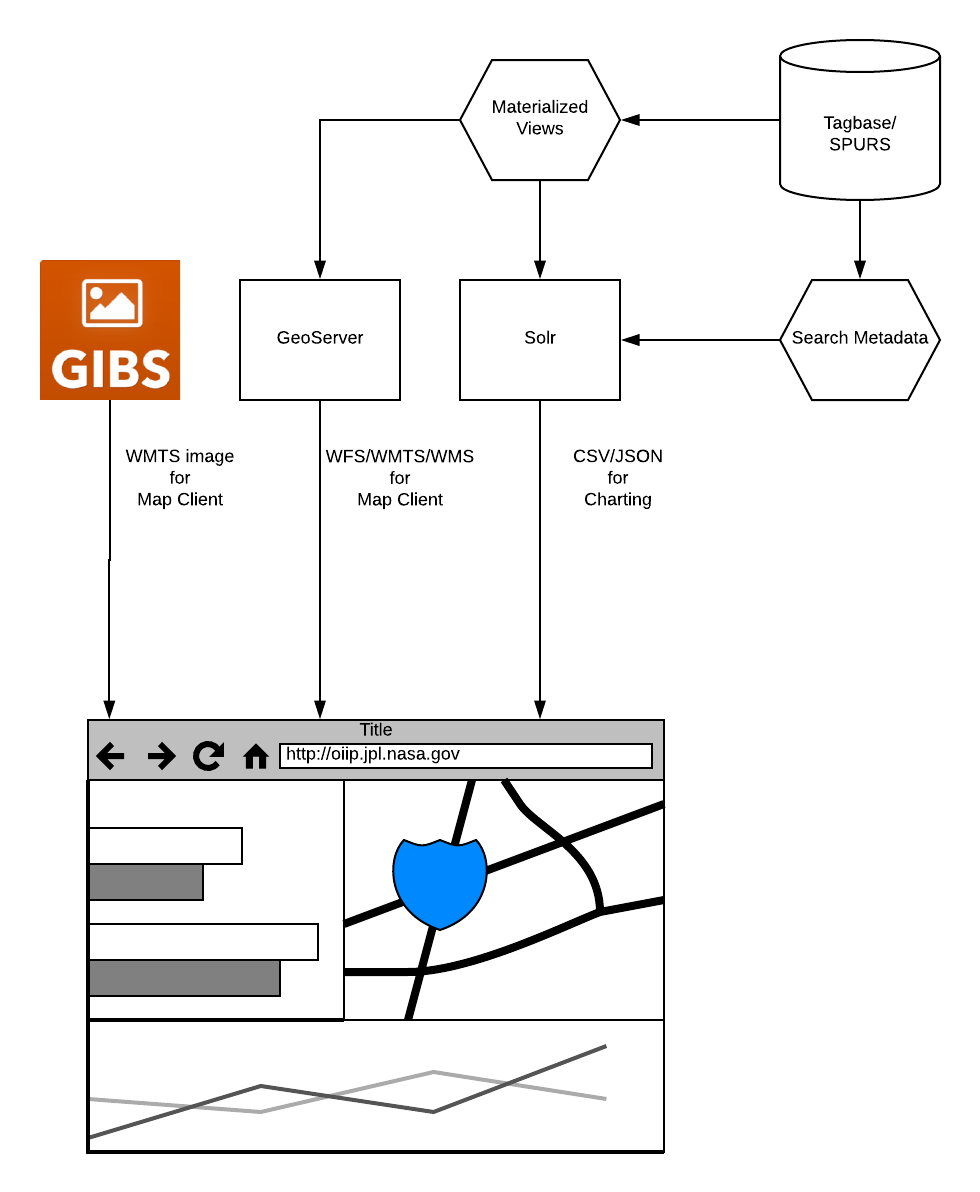 Materialized
Views
Tagbase/
SPURS
GIBS
GeoServer
Solr
Search Metadata
WMTS image
for
Map Client
WFS/WMTS/WMS
for
Map Client
CSV/JSON
for
Charting
Title
http://oiip.jpl.nasa.gov